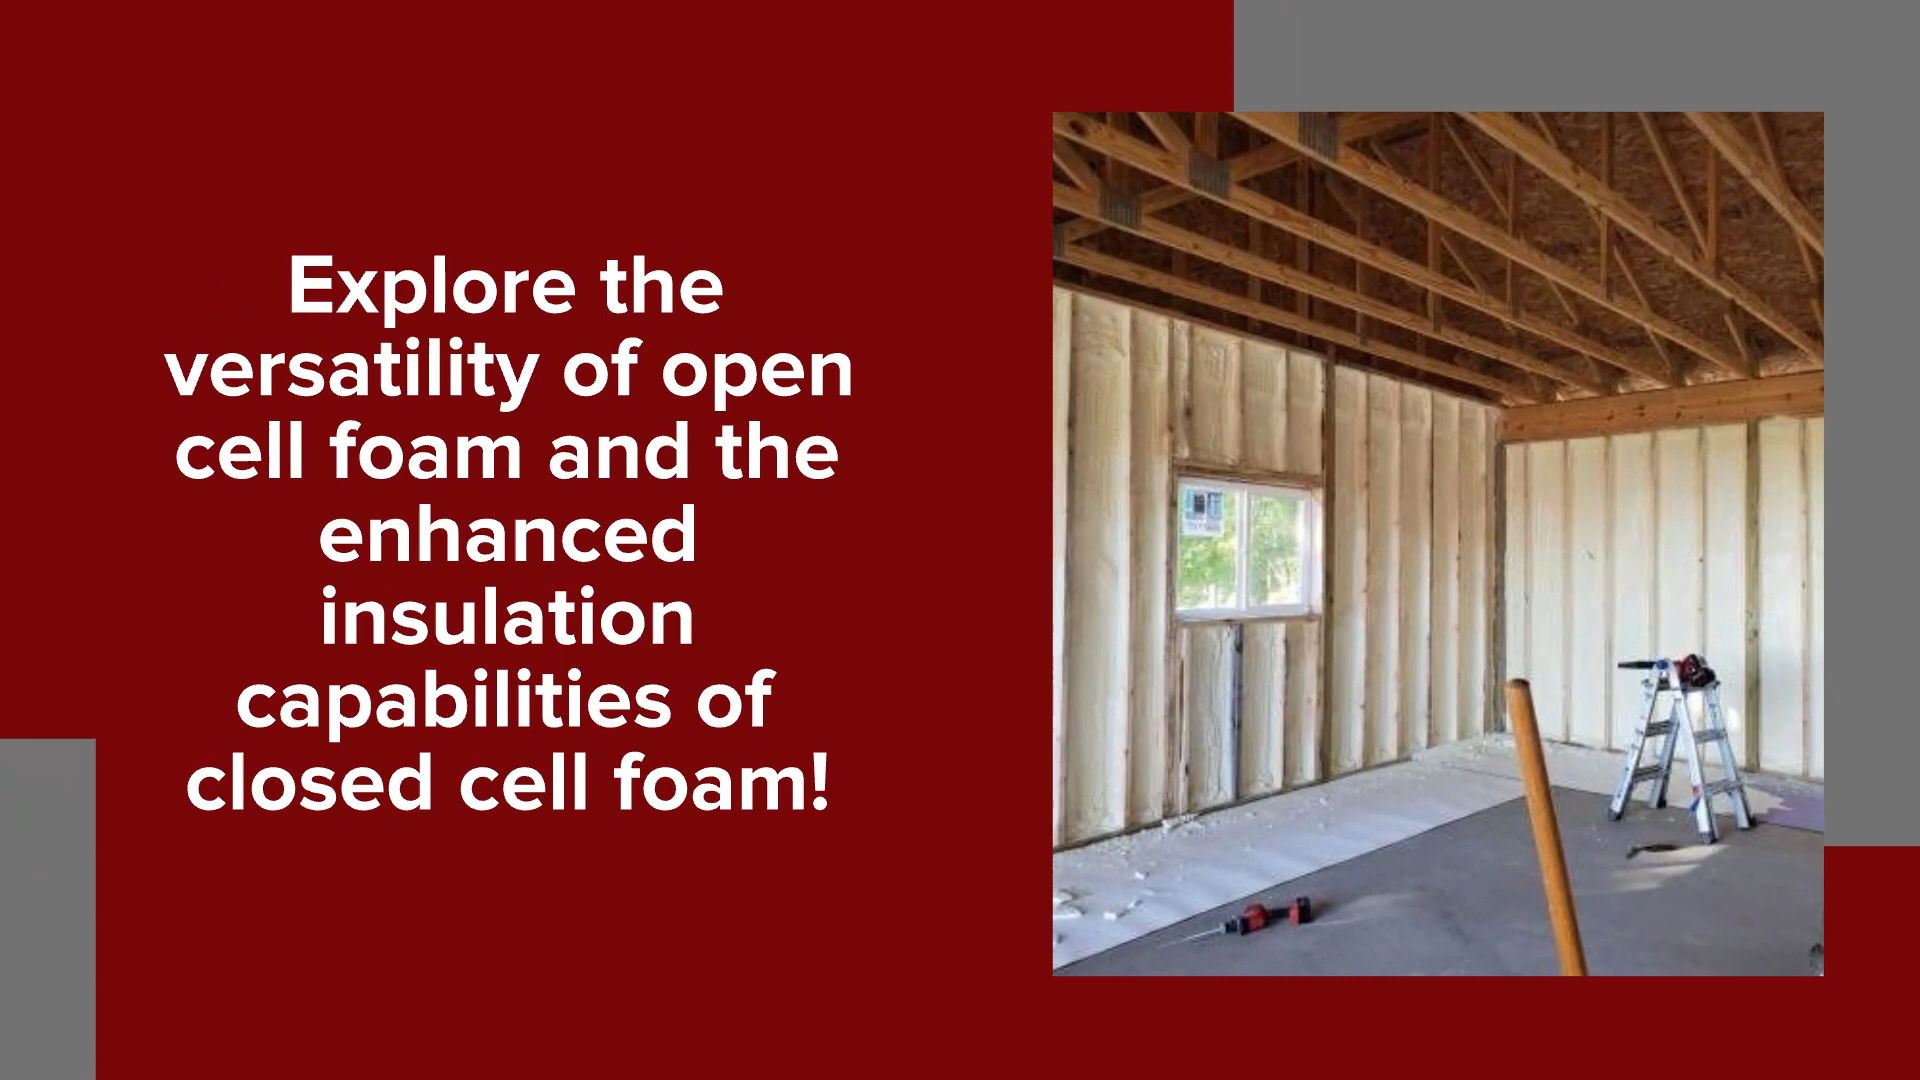 Explore the
versatility of open
cell foam and the
enhanced
insulation
capabilities of
closed cell foam!